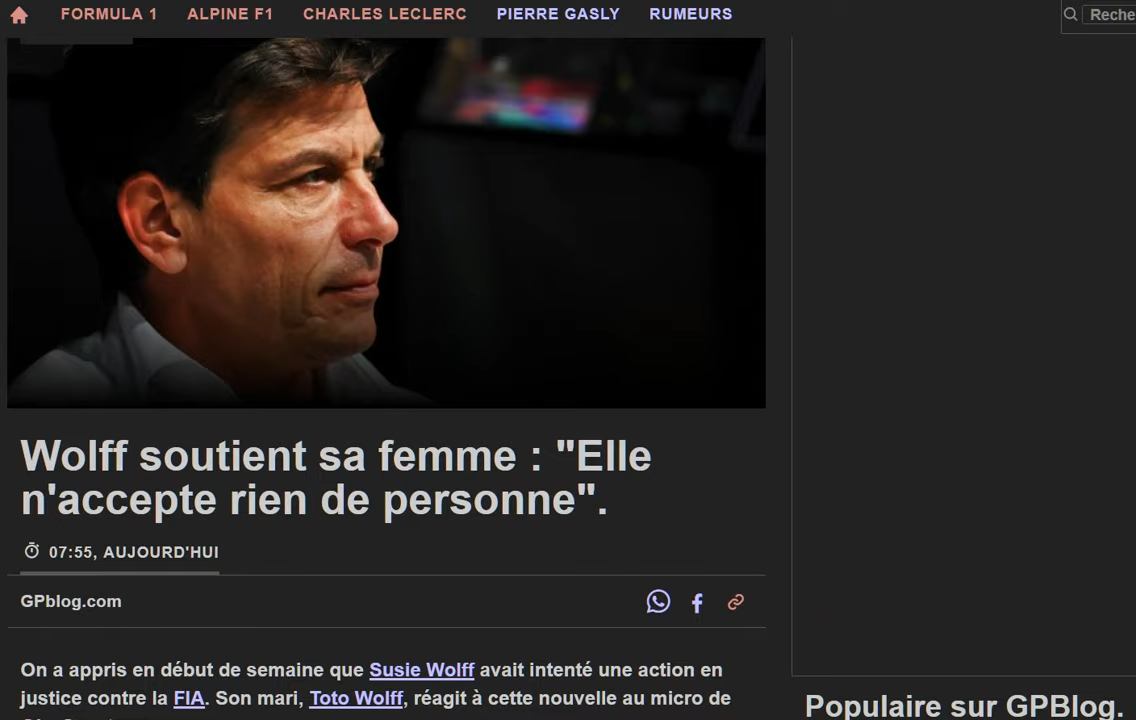 FORMULA 1 ALPINE F1 CHARLES LECLERC PIERRE GASLY RUMEURS
Wolff soutient sa femme : "Elle
n'accepte rien de personne".
07:55, AUJOURD'HUI
GPblog.com
On a appris en début de semaine que Susie Wolff avait intenté une action en
justice contre la FIA. Son mari, Toto Wolff, réagit à cette nouvelle au micro de
Populaire sur GPBlog.